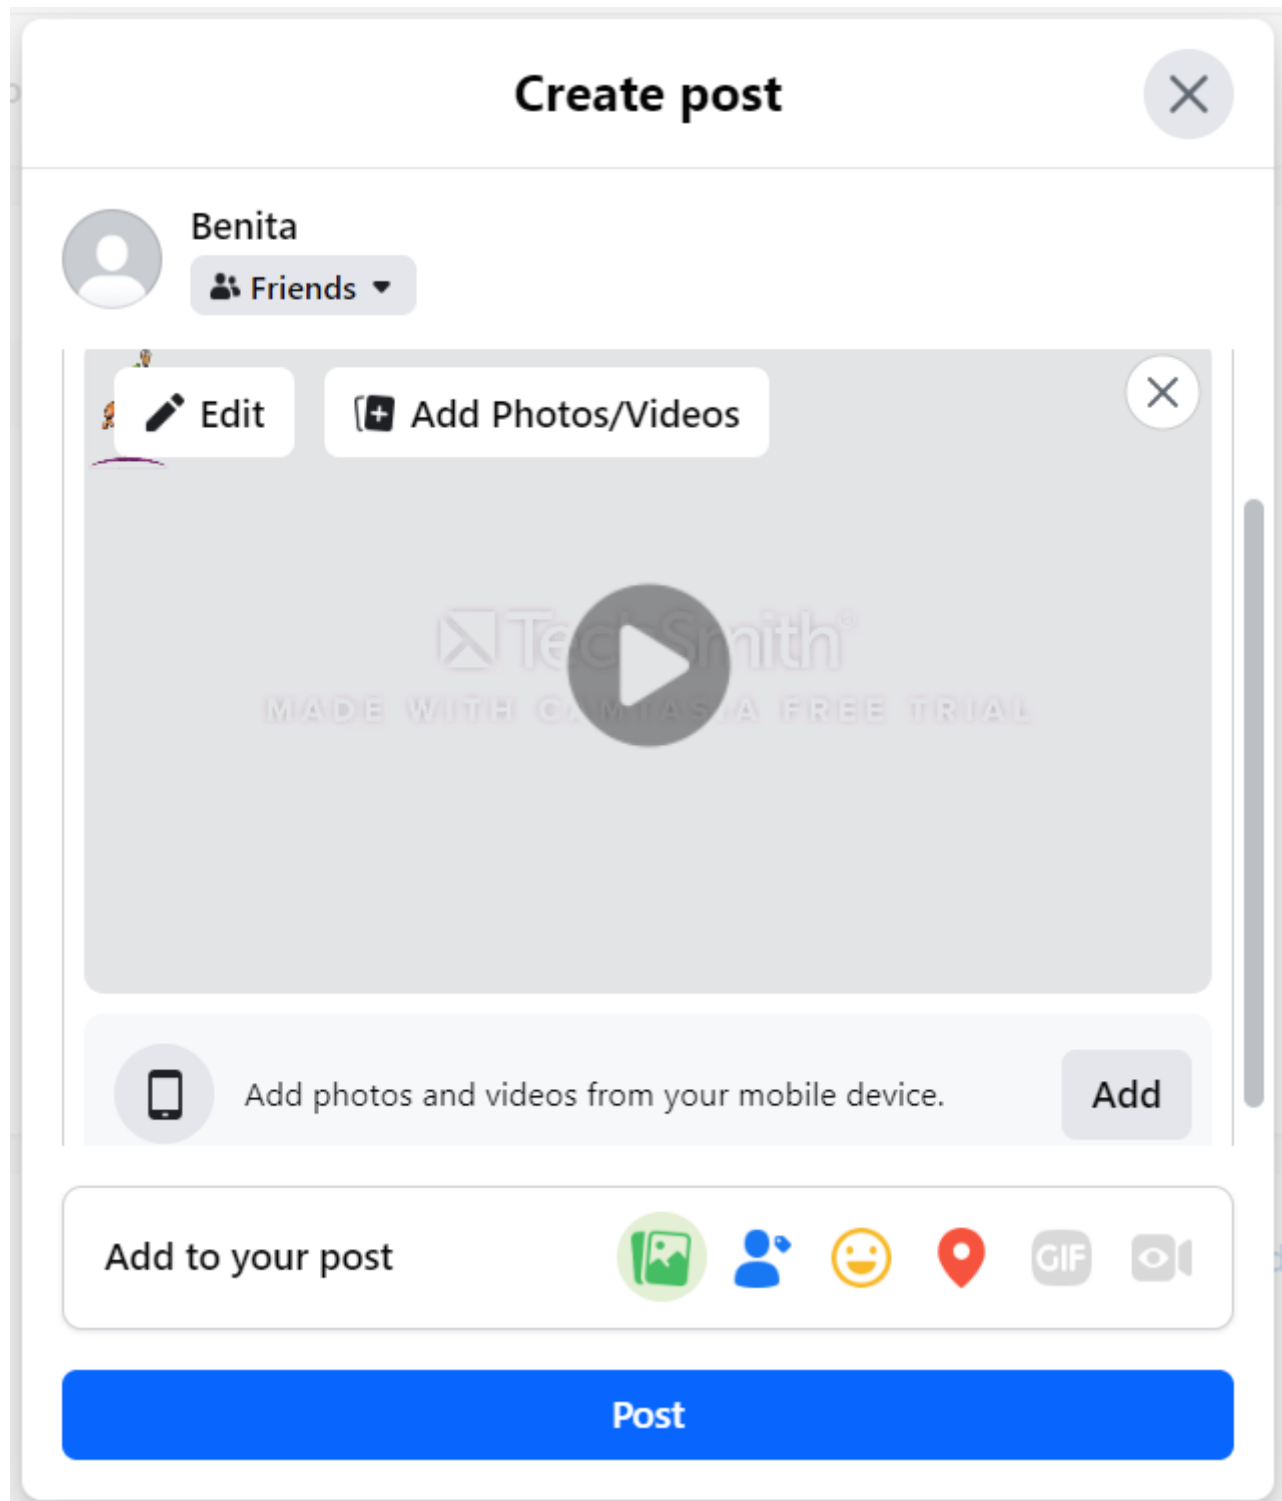 Create post
Benita
Friends
Edit
Add Photos/Videos
TechSmith®
MADE WITH CAMTASIA FREE TRIAL
Add photos and videos from your mobile device.
Add
Add to your post
GIF
Post